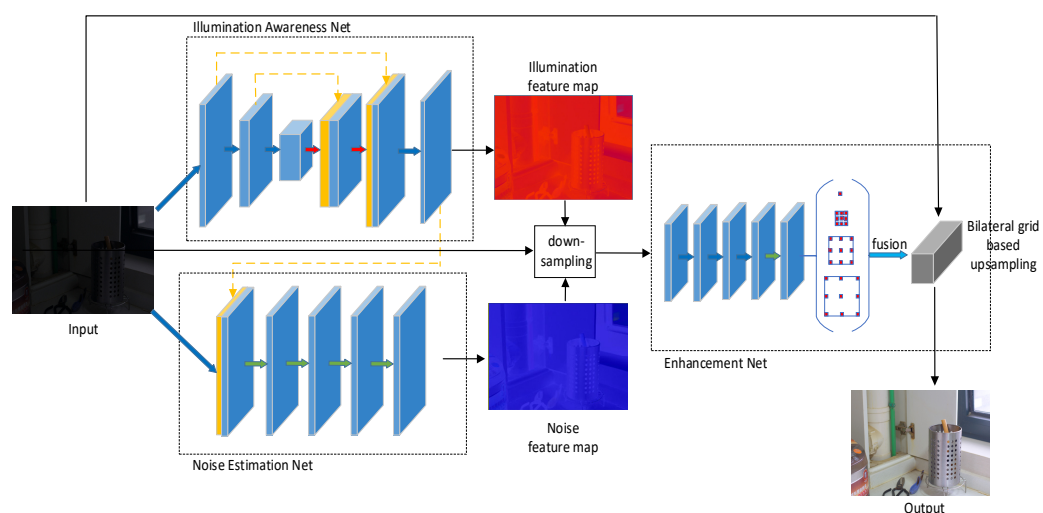 Illumination Awareness Net
Illumination
feature map
down-
sampling
Input
fusion
Bilateral grid
based
upsampling
Enhancement Net
Noise
feature map
Noise Estimation Net
Output